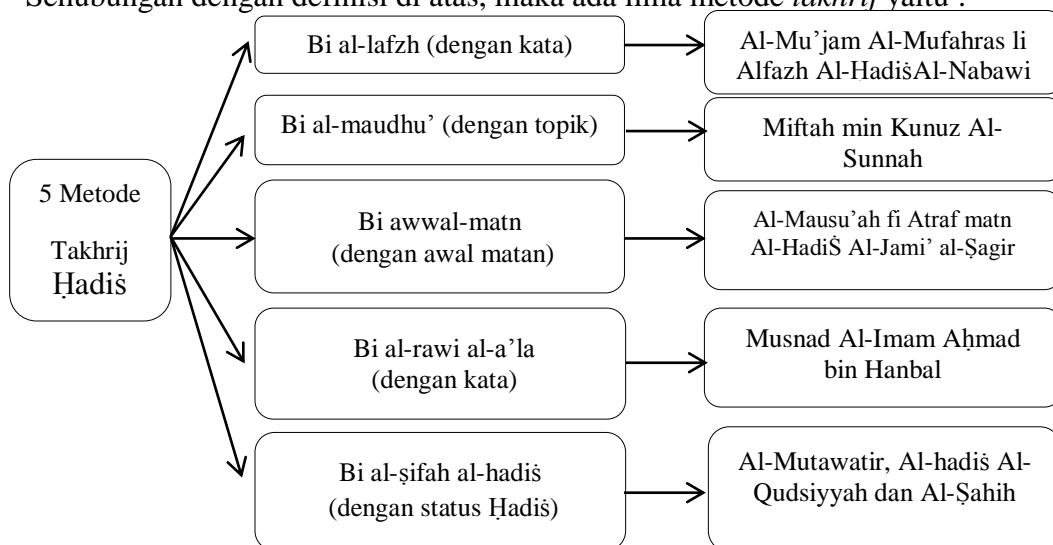 Sehubungan dengan definisi di atas, maka ada lima metode takhrij yaitu :
5 Metode
Takhrij
Ḥadiṡ
Bi al-lafzh (dengan kata)
Al-Mu’jam Al-Mufahras li
Alfazh Al-HadiṡAl-Nabawi
Bi al-maudhu’ (dengan topik)
Miftah min Kunuz Al-
Sunnah
Bi awwal-matn
(dengan awal matan)
Al-Mausu’ah fi Atraf matn
Al-HadiṠ Al-Jami’ al-Ṣagir
Bi al-rawi al-a’la
(dengan kata)
Musnad Al-Imam Aḥmad
bin Hanbal
Bi al-ṣifah al-hadiṡ
(dengan status Ḥadiṡ)
Al-Mutawatir, Al-hadiṡ Al-
Qudsiyyah dan Al-Ṣahih